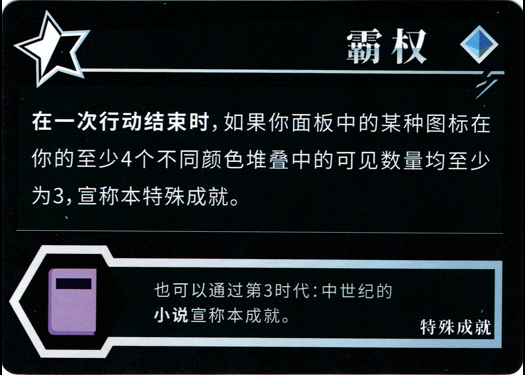 霸权
在一次行动结束时，如果你面板中的某种图标在
你的至少4个不同颜色堆叠中的可见数量均至少
为3，宣称本特殊成就。
也可以通过第3时代：中世纪的
小说宣称本成就。
特殊成就